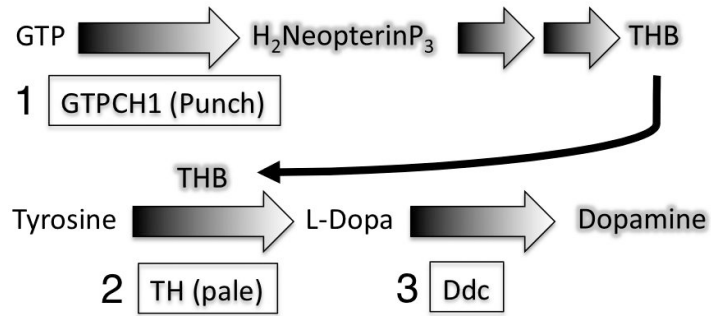 GTP H₂NeopterinP₃ THB
1 GTPCH1 (Punch)
THB
Tyrosine L-Dopa Dopamine
2 TH (pale) 3 Ddc